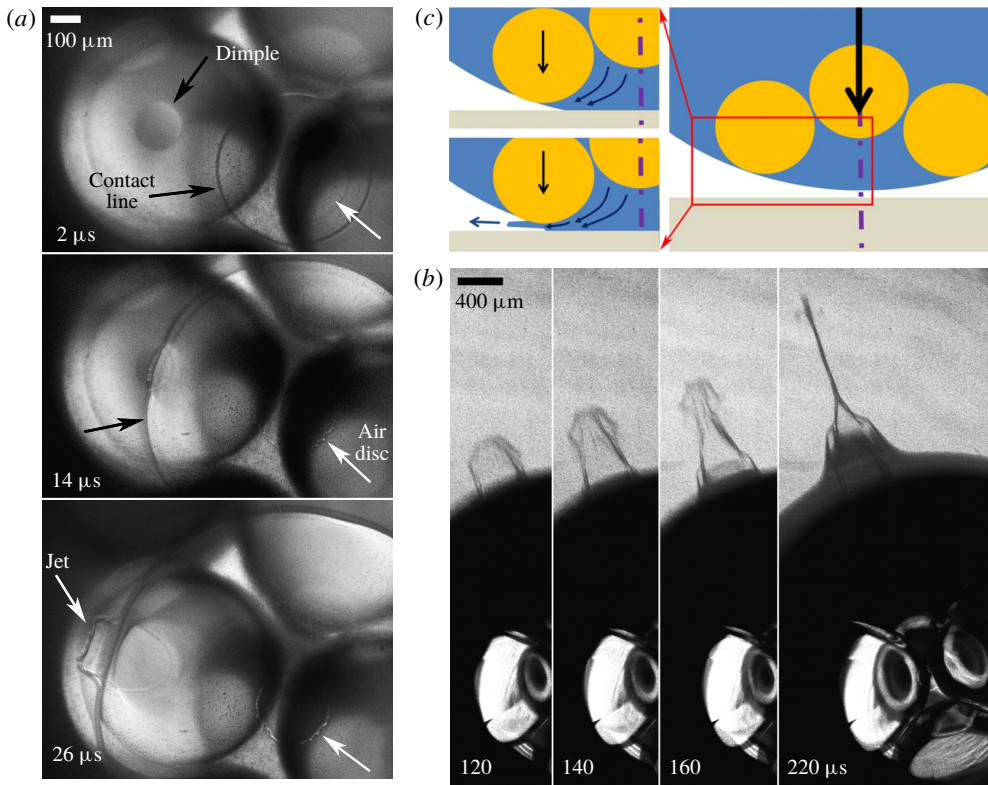 (a)
100 μm
Dimple
Contact
line
2 μs
Air
disc
14 μs
Jet
26 μs
(c)
(b)
400 μm
120
140
160
220 μs